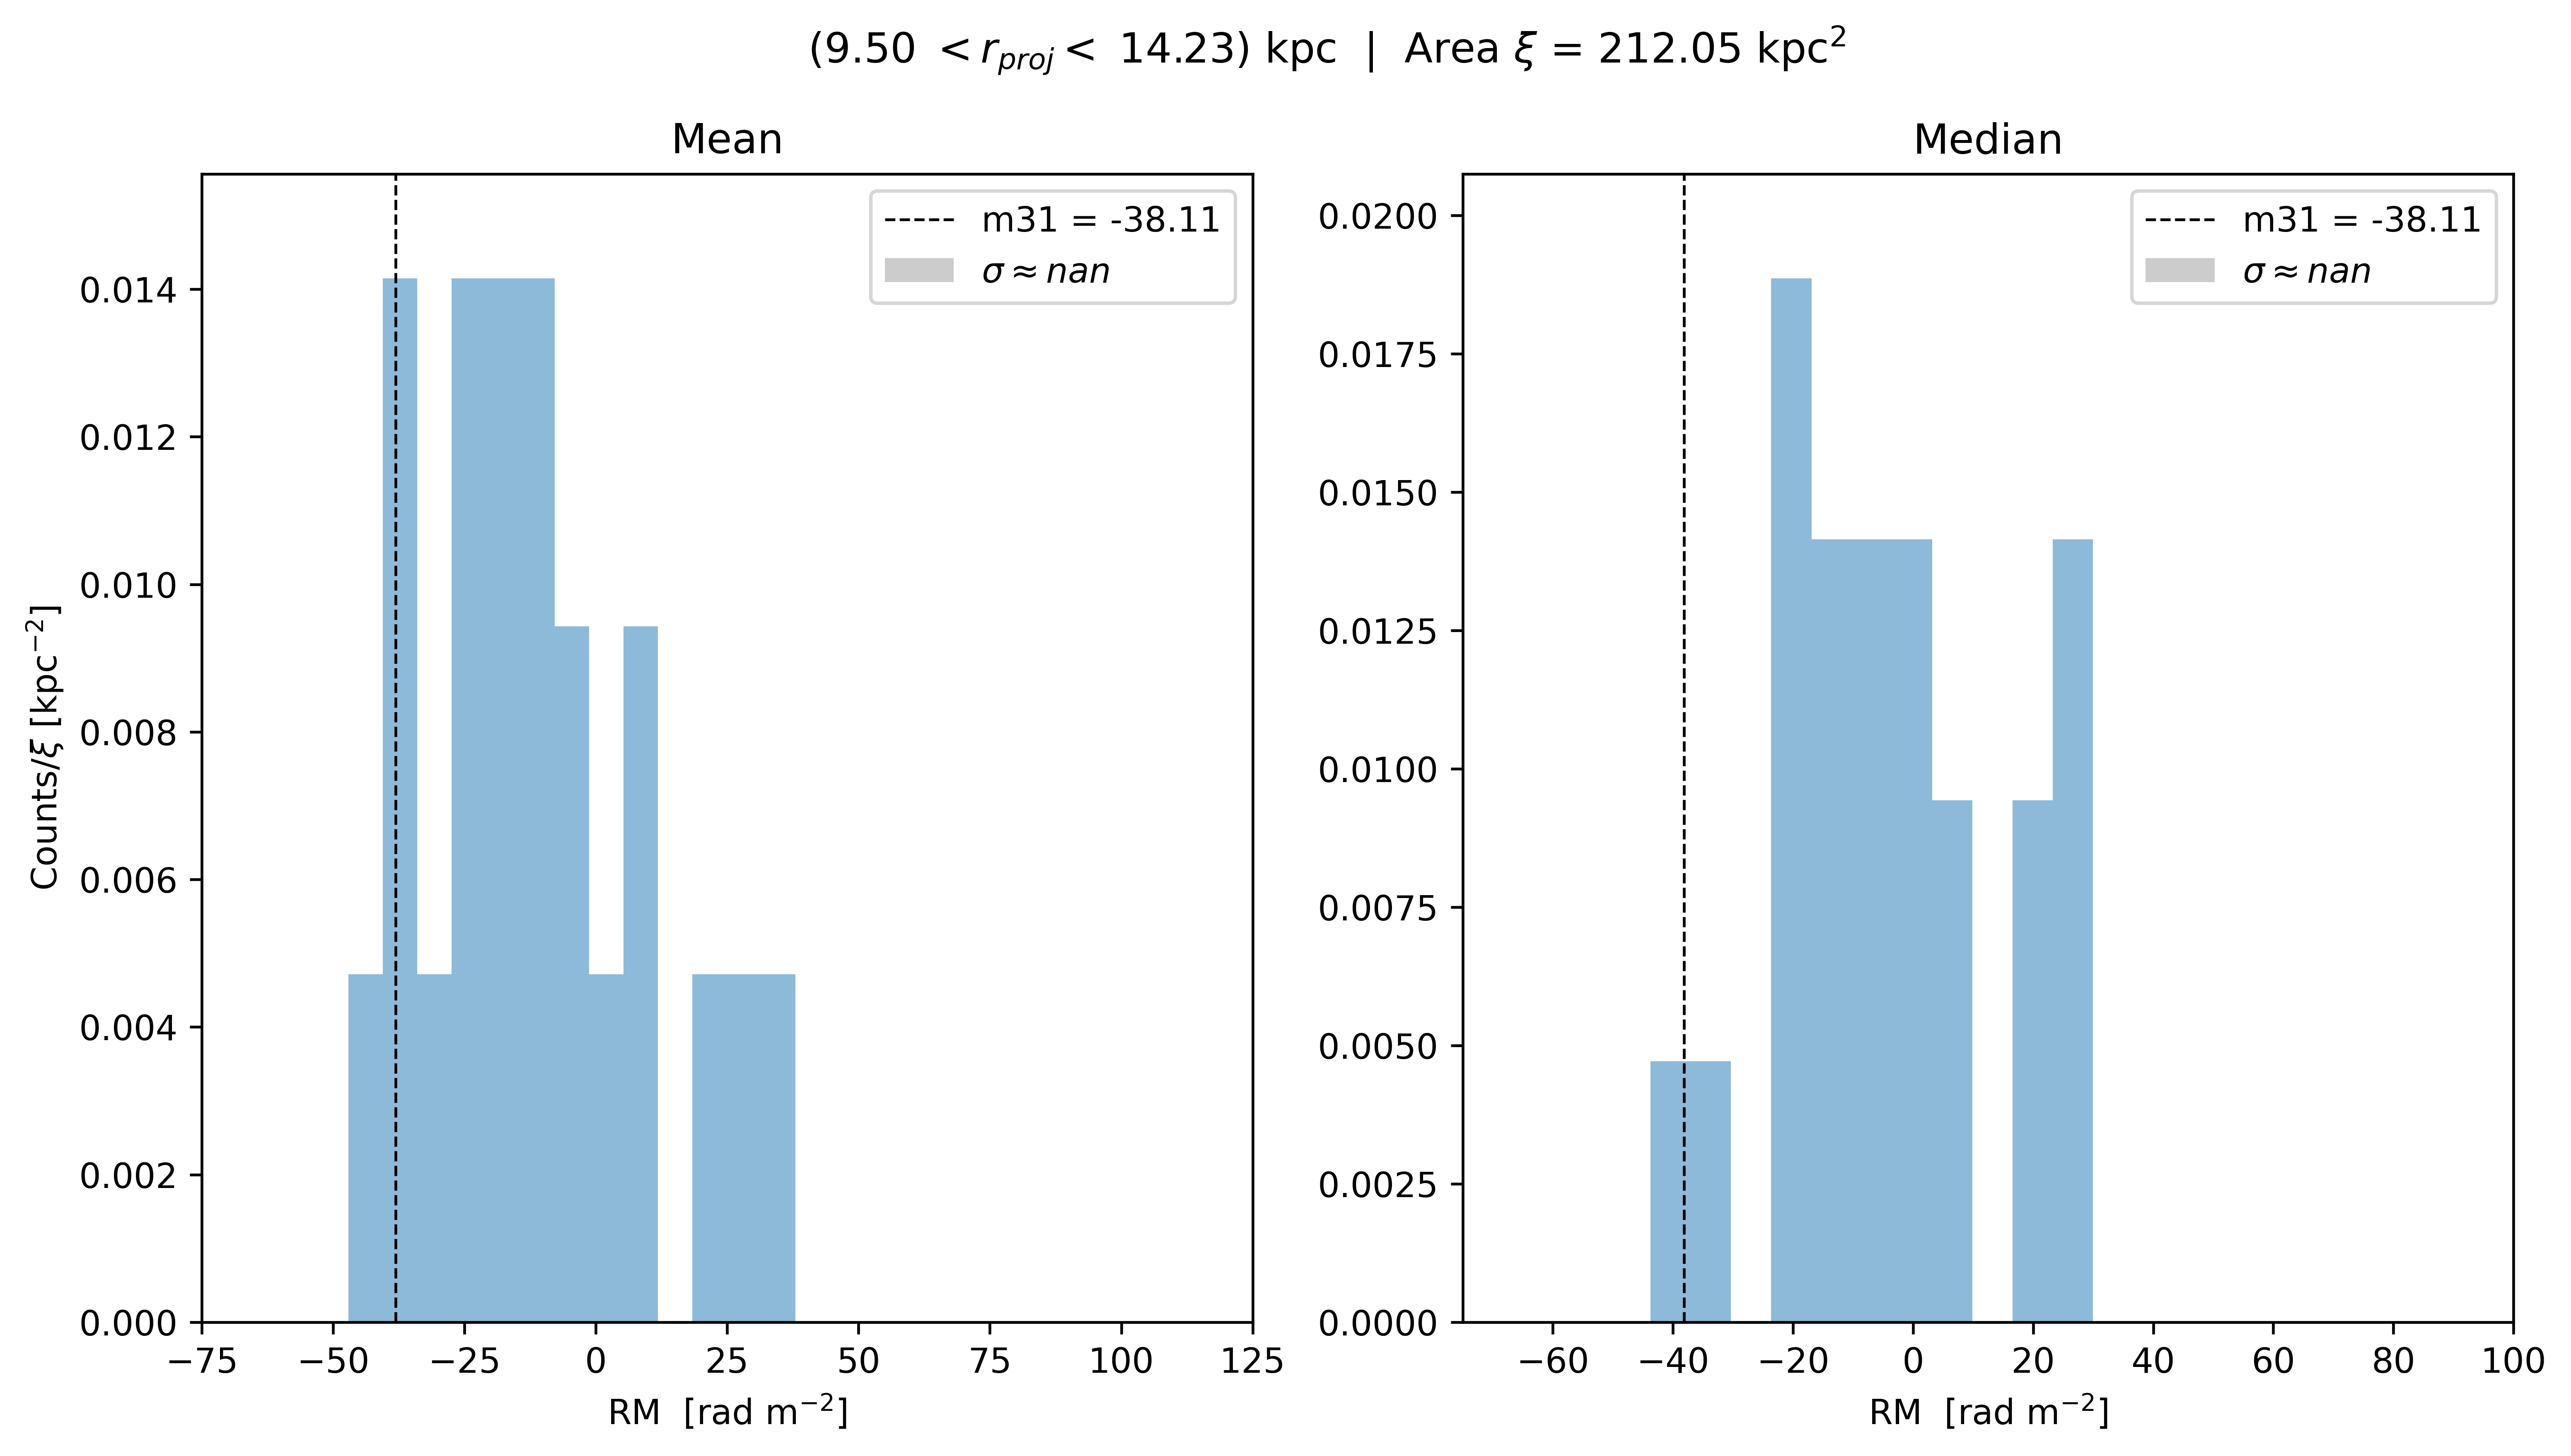 (9.50 < r_proj < 14.23) kpc | Area ξ = 212.05 kpc²
Mean
m31 = -38.11
σ ≈ nan
0.014
0.012
0.010
0.008
0.006
0.004
0.002
0.000
Counts/ξ [kpc⁻²]
−75 −50 −25 0 25 50 75 100 125
RM [rad m⁻²]
Median
m31 = -38.11
σ ≈ nan
0.0200
0.0175
0.0150
0.0125
0.0100
0.0075
0.0050
0.0025
0.0000
−60 −40 −20 0 20 40 60 80 100
RM [rad m⁻²]